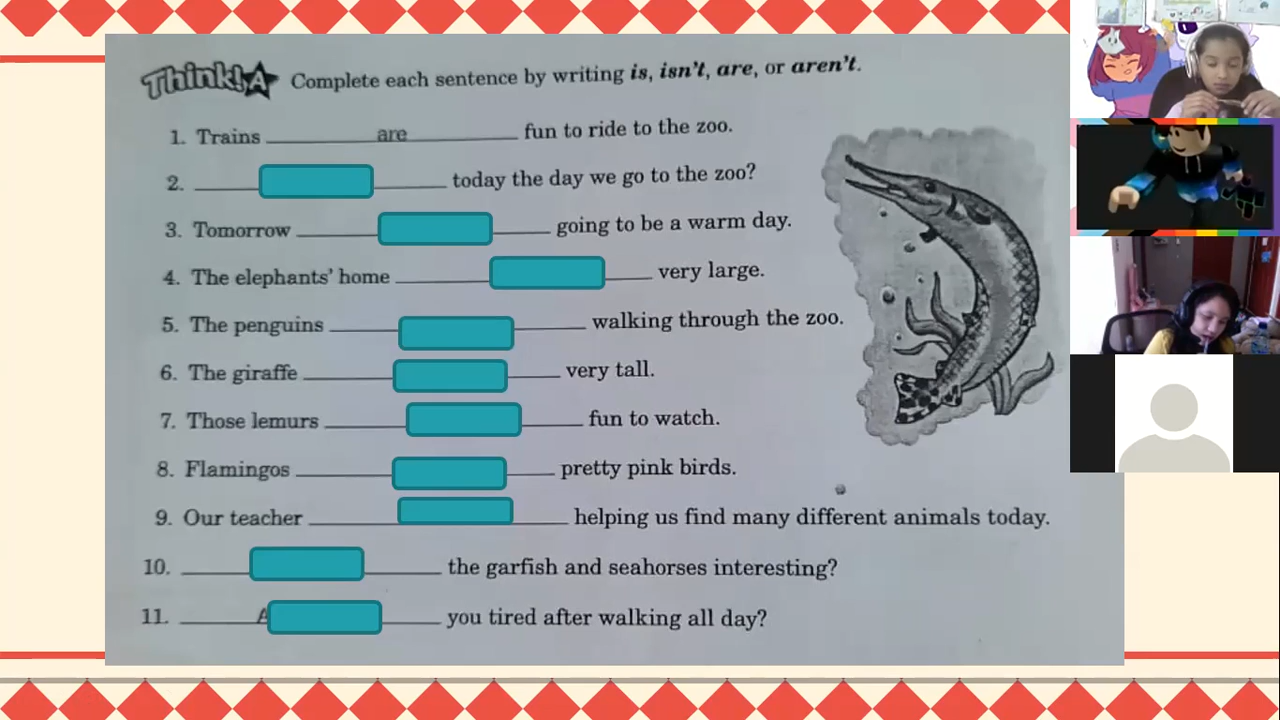 Think! A Complete each sentence by writing is, isn't, are, or aren't.
1. Trains are fun to ride to the zoo.
2. today the day we go to the zoo?
3. Tomorrow going to be a warm day.
4. The elephants' home very large.
5. The penguins walking through the zoo.
6. The giraffe very tall.
7. Those lemurs fun to watch.
8. Flamingos pretty pink birds.
9. Our teacher helping us find many different animals today.
10. the garfish and seahorses interesting?
11. A you tired after walking all day?